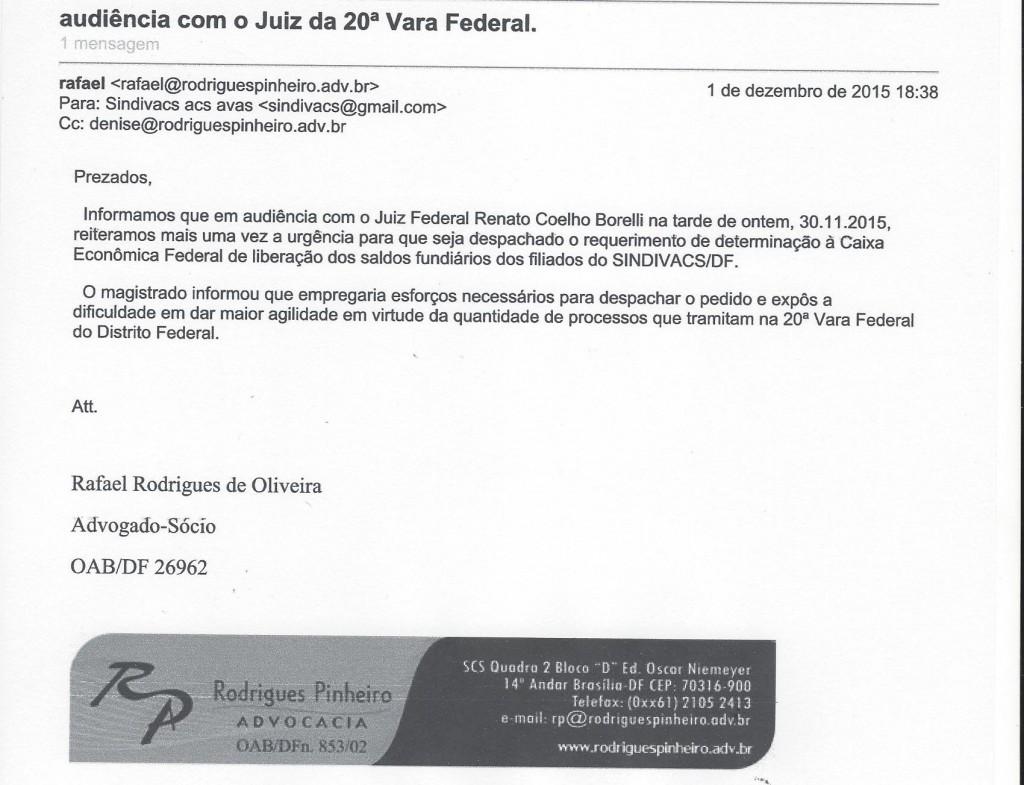 audiência com o Juiz da 20ª Vara Federal.
1 mensagem
rafael <rafael@rodriguespinheiro.adv.br>
1 de dezembro de 2015 18:38
Para: Sindivacs acs avas <sindivacs@gmail.com>
Cc: denise@rodriguespinheiro.adv.br
Prezados,
Informamos que em audiência com o Juiz Federal Renato Coelho Borelli na tarde de ontem, 30.11.2015,
reiteramos mais uma vez a urgência para que seja despachado o requerimento de determinação à Caixa
Econômica Federal de liberação dos saldos fundiários dos filiados do SINDIVACS/DF.
O magistrado informou que empregaria esforços necessários para despachar o pedido e expôs a
dificuldade em dar maior agilidade em virtude da quantidade de processos que tramitam na 20ª Vara Federal
do Distrito Federal.
Att.
Rafael Rodrigues de Oliveira
Advogado-Sócio
OAB/DF 26962
RP
Rodrigues Pinheiro
ADVOCACIA
OAB/DFn. 853/02
SCS Quadra 2 Bloco "D" Ed. Oscar Niemeyer
14º Andar Brasília-DF CEP: 70316-900
Telefax: (0xx61) 2105 2413
e-mail: rp@rodriguespinheiro.adv.br
www.rodriguespinheiro.adv.br